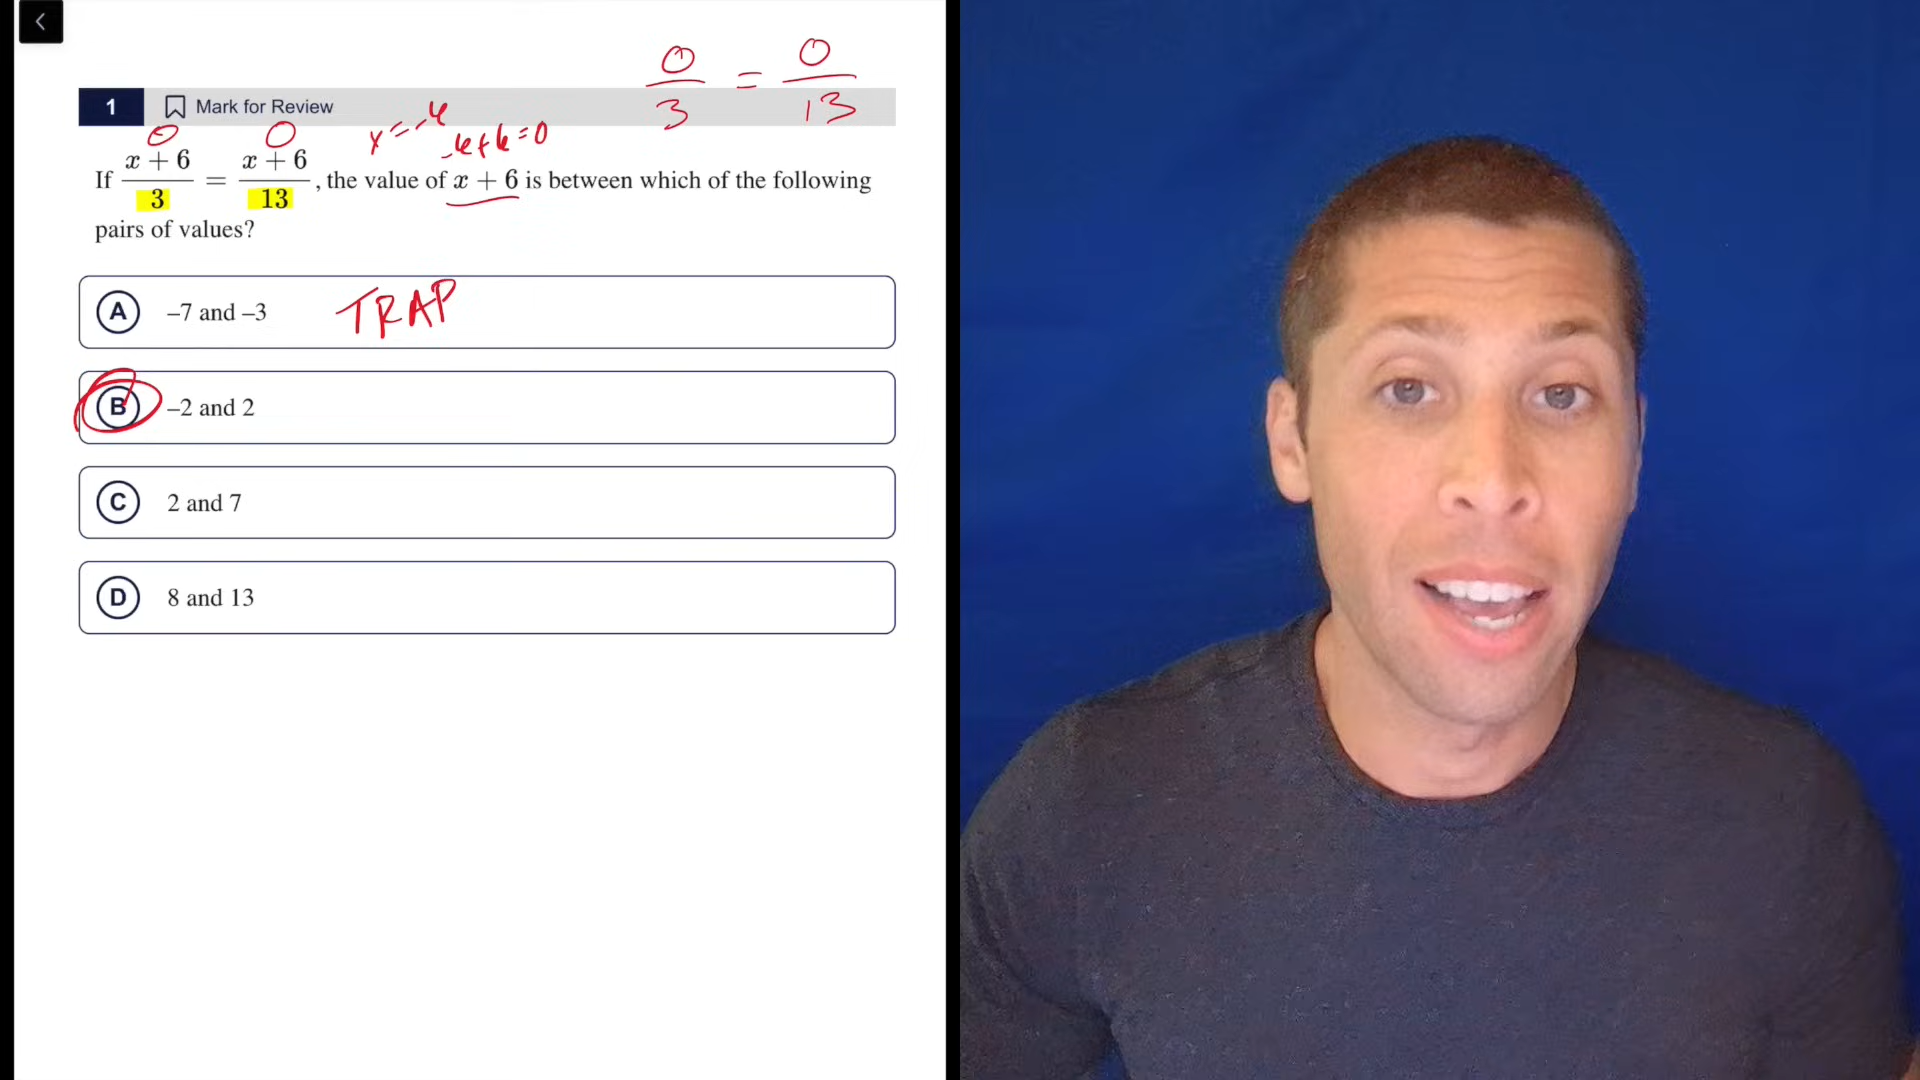 0/3 = 0/13
1 Mark for Review
x = -6
-6+6=0
0 0
If x + 6/3 = x + 6/13, the value of x + 6 is between which of the following
pairs of values?
A –7 and –3 TRAP
B –2 and 2
C 2 and 7
D 8 and 13